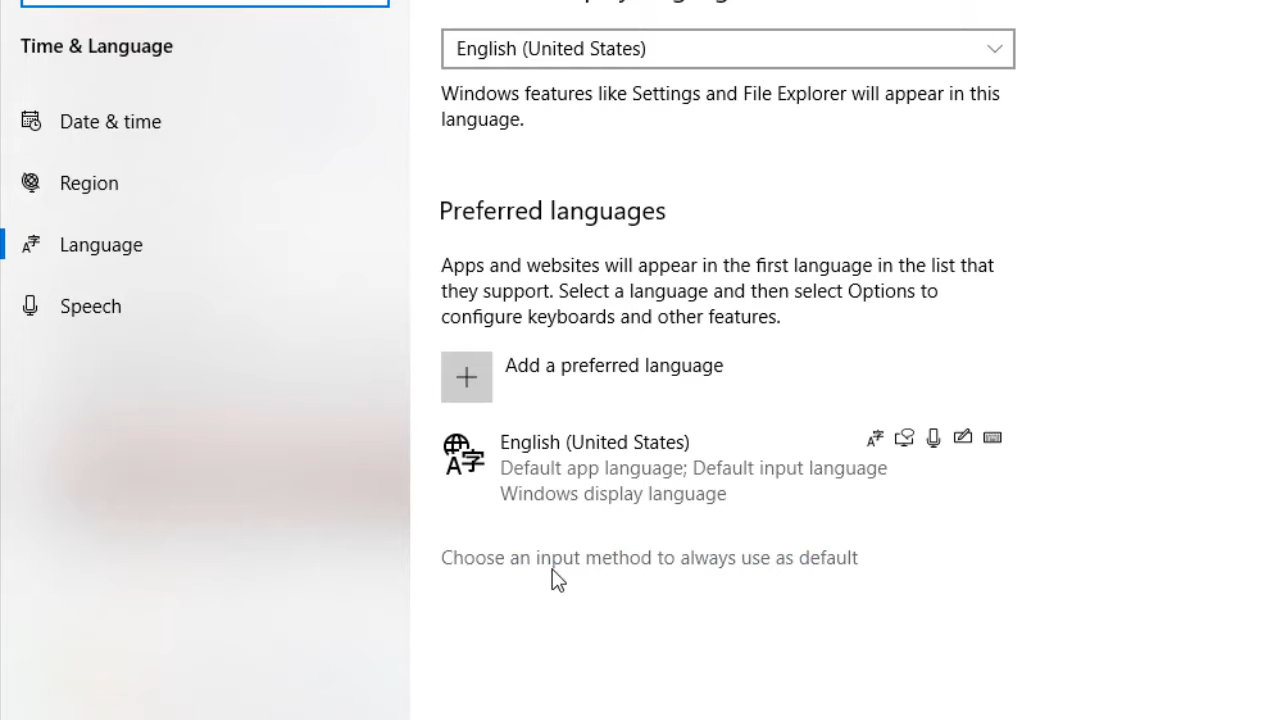 English (United States)
Time & Language
Windows features like Settings and File Explorer will appear in this
language.
Date & time
Region
Language
Speech
Preferred languages
Apps and websites will appear in the first language in the list that
they support. Select a language and then select Options to
configure keyboards and other features.
Add a preferred language
English (United States)
Default app language; Default input language
Windows display language
Choose an input method to always use as default